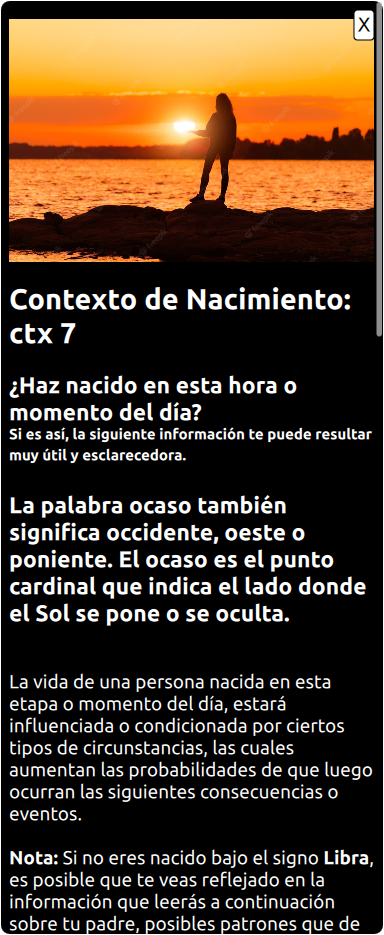 X
Contexto de Nacimiento:
ctx 7
¿Haz nacido en esta hora o
momento del día?
Si es así, la siguiente información te puede resultar
muy útil y esclarecedora.
La palabra ocaso también
significa occidente, oeste o
poniente. El ocaso es el punto
cardinal que indica el lado donde
el Sol se pone o se oculta.
La vida de una persona nacida en esta
etapa o momento del día, estará
influenciada o condicionada por ciertos
tipos de circunstancias, las cuales
aumentan las probabilidades de que luego
ocurran las siguientes consecuencias o
eventos.
Nota: Si no eres nacido bajo el signo Libra,
es posible que te veas reflejado en la
información que leerás a continuación
sobre tu padre, posibles patrones que de